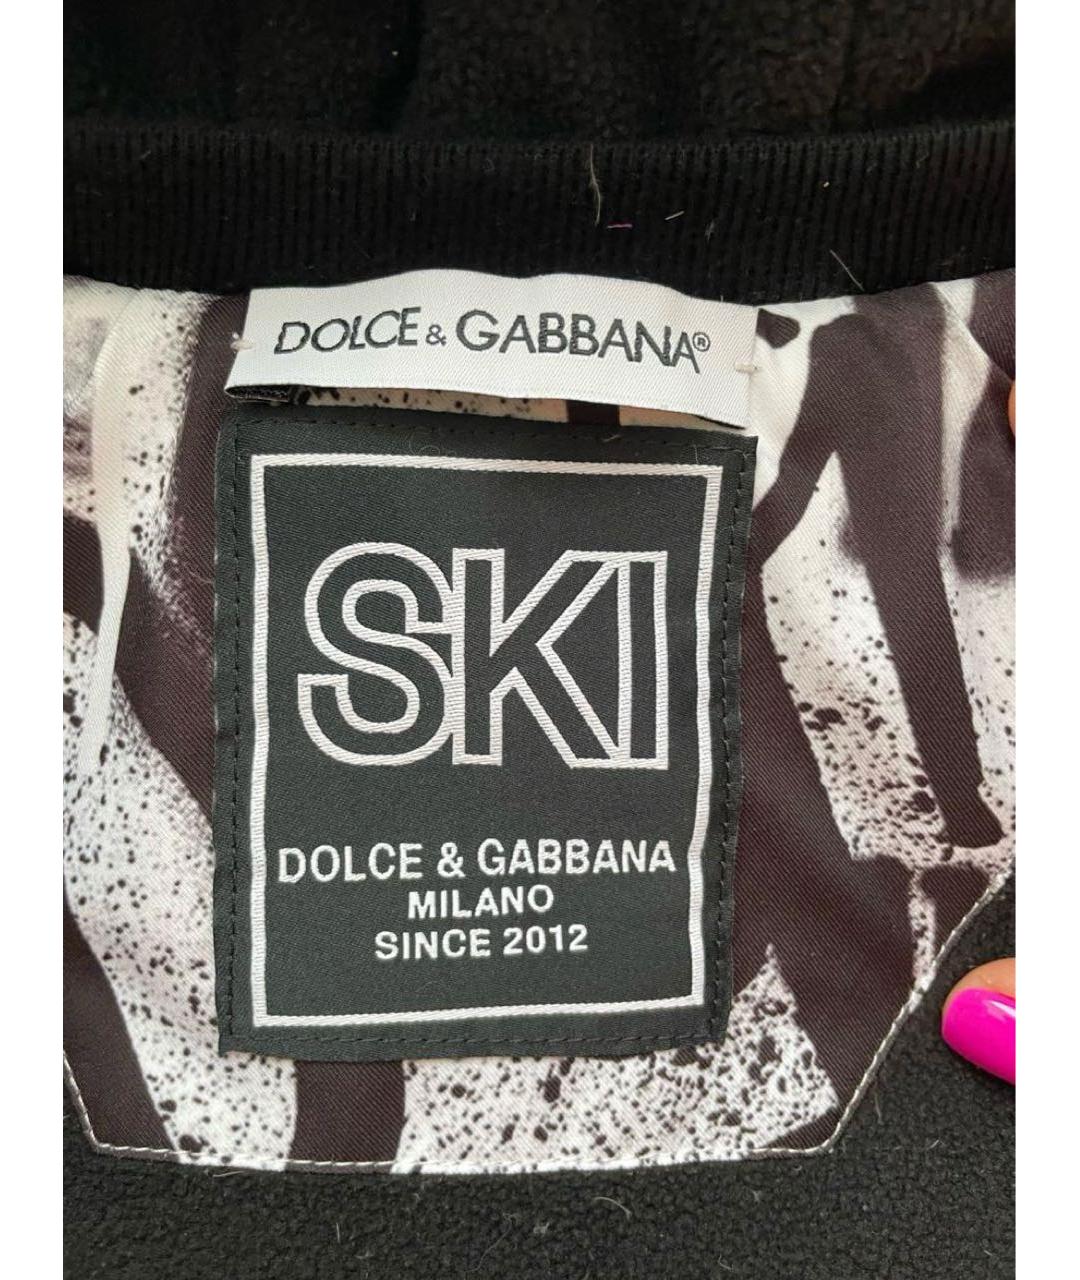 DOLCE & GABBANA®
SKI
DOLCE & GABBANA
MILANO
SINCE 2012